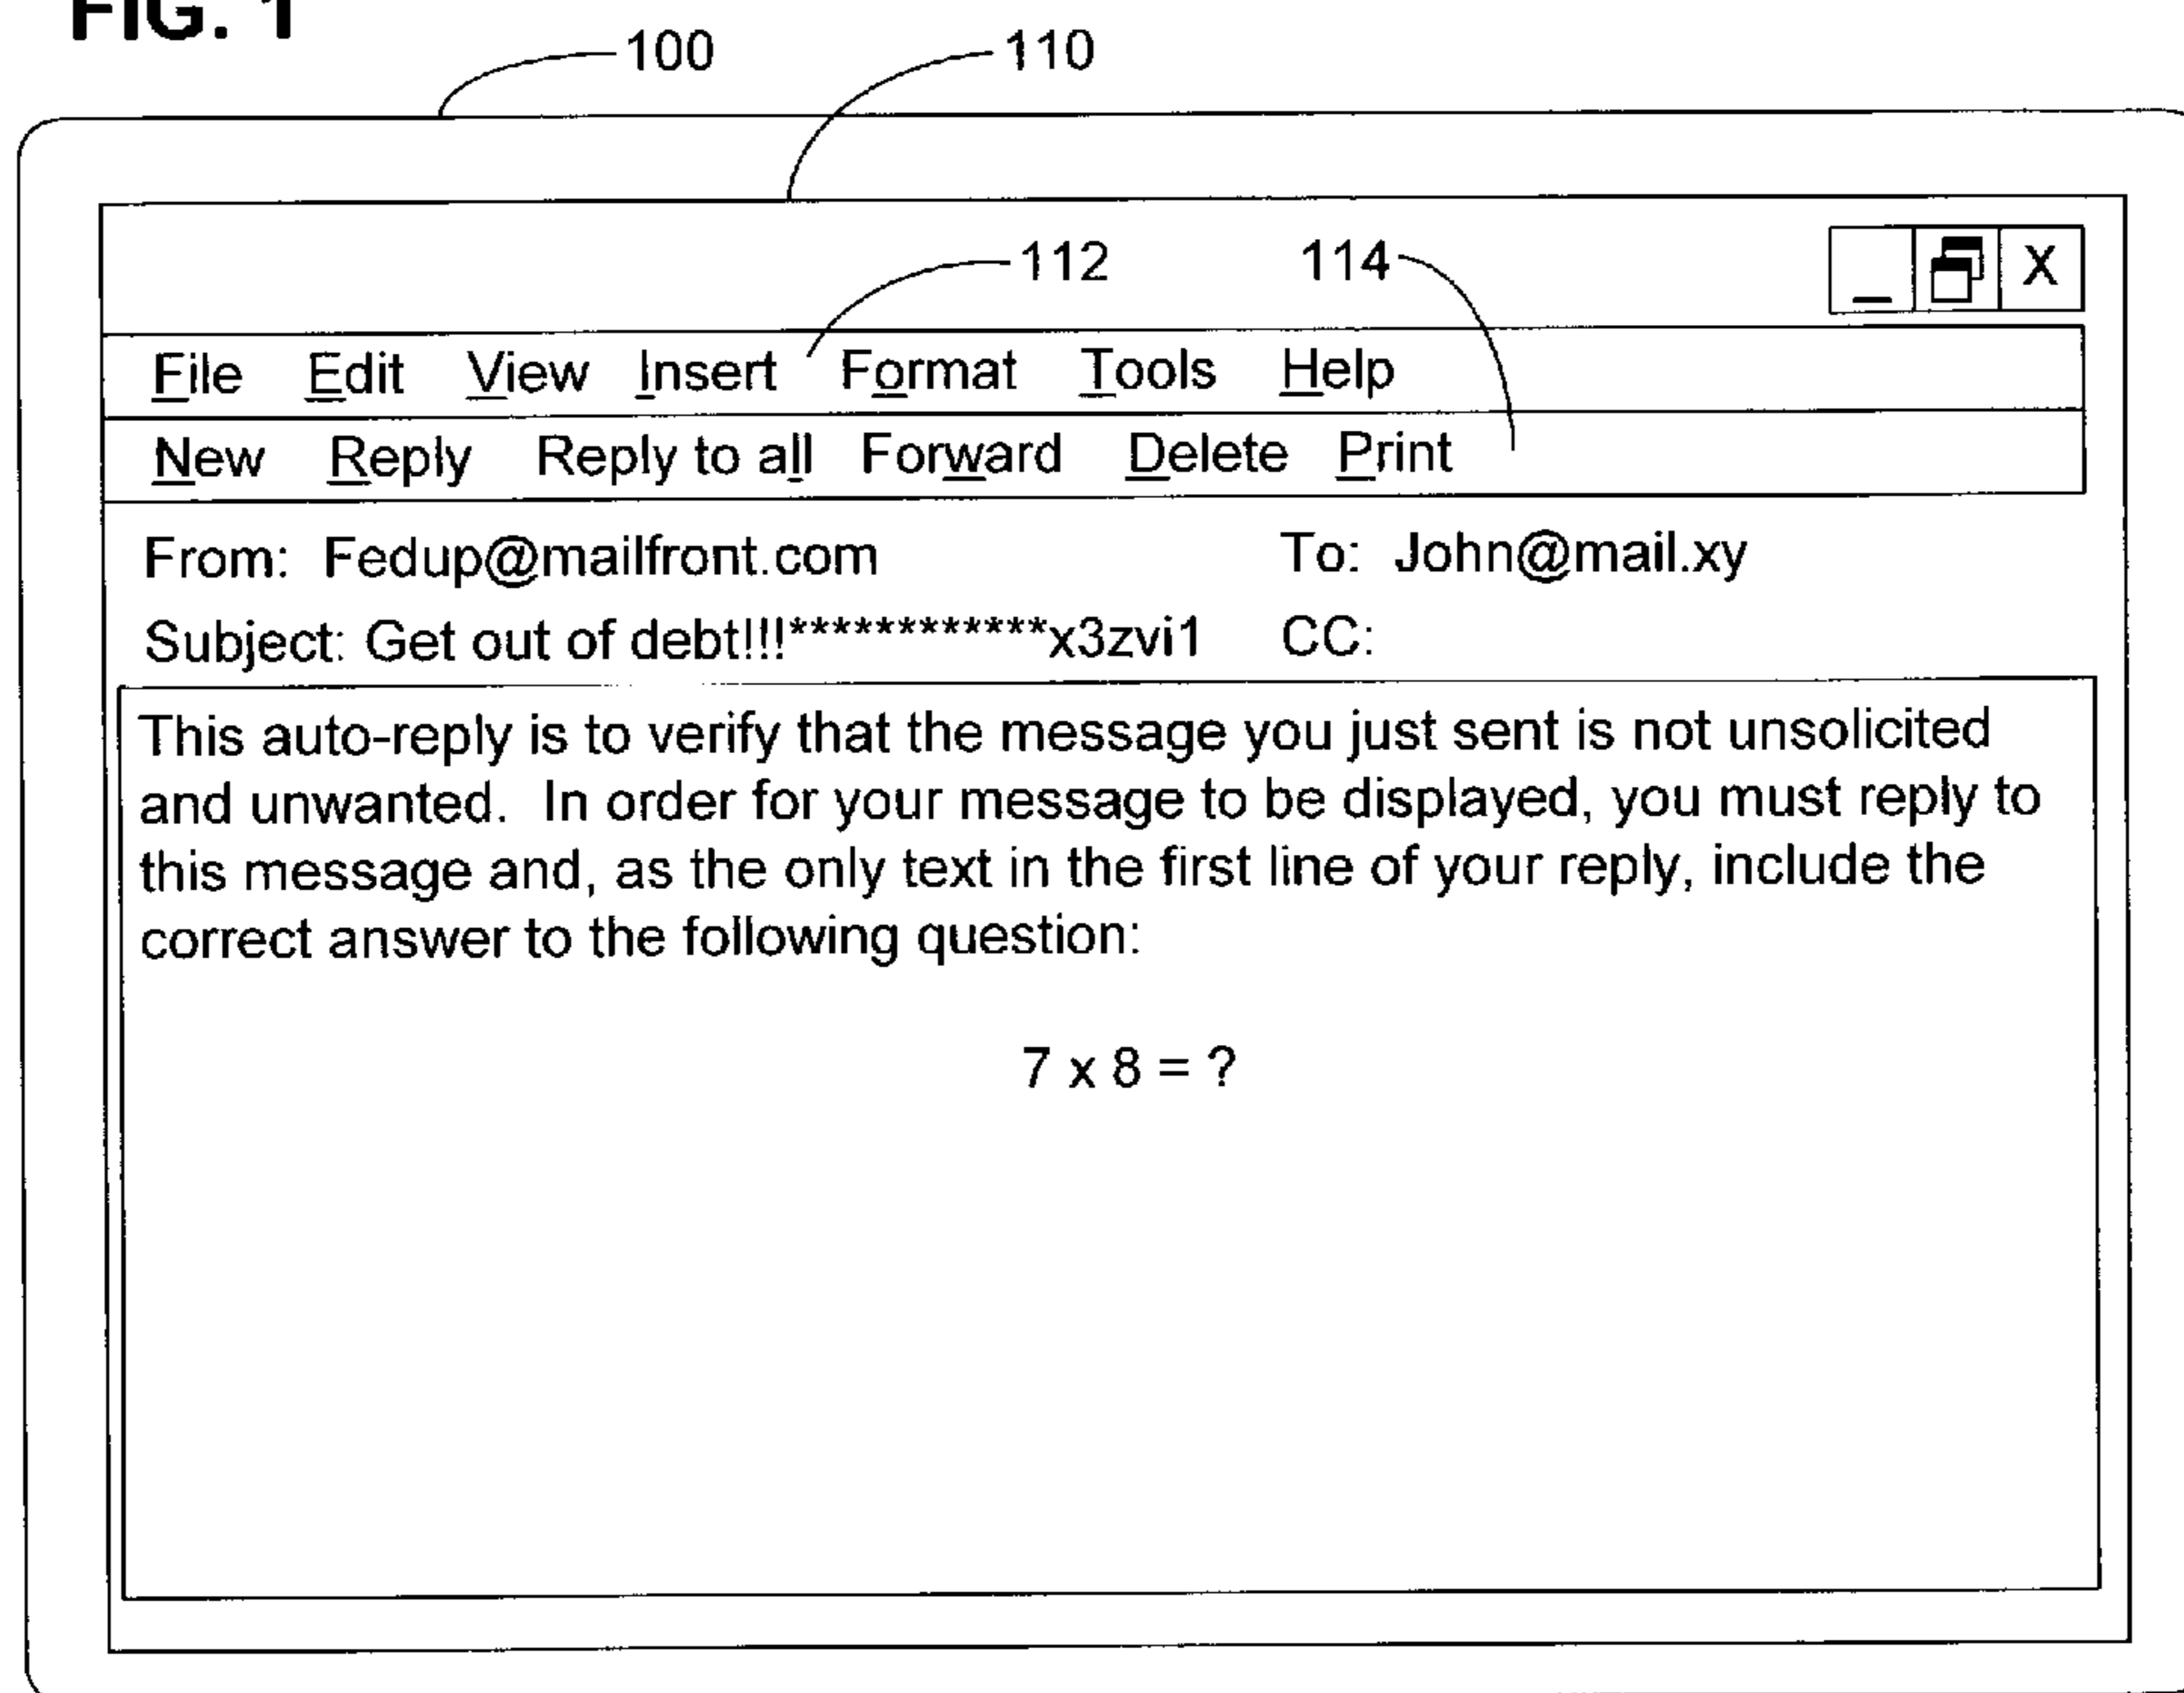 FIG. 1
100 110
112 114
_ X
File Edit View Insert Format Tools Help
New Reply Reply to all Forward Delete Print
From: Fedup@mailfront.com To: John@mail.xy
Subject: Get out of debt!!!************x3zvi1 CC:
This auto-reply is to verify that the message you just sent is not unsolicited
and unwanted. In order for your message to be displayed, you must reply to
this message and, as the only text in the first line of your reply, include the
correct answer to the following question:
7 x 8 = ?